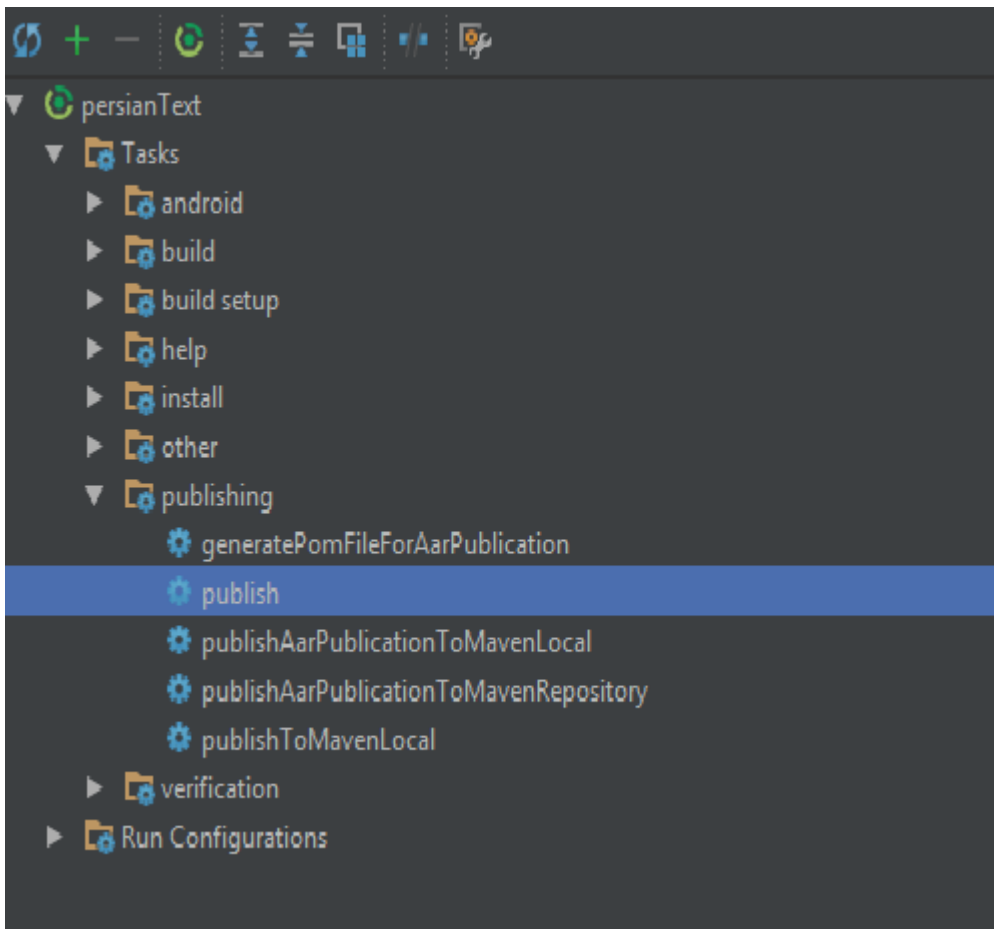 persianText
Tasks
android
build
build setup
help
install
other
publishing
generatePomFileForAarPublication
publish
publishAarPublicationToMavenLocal
publishAarPublicationToMavenRepository
publishToMavenLocal
verification
Run Configurations